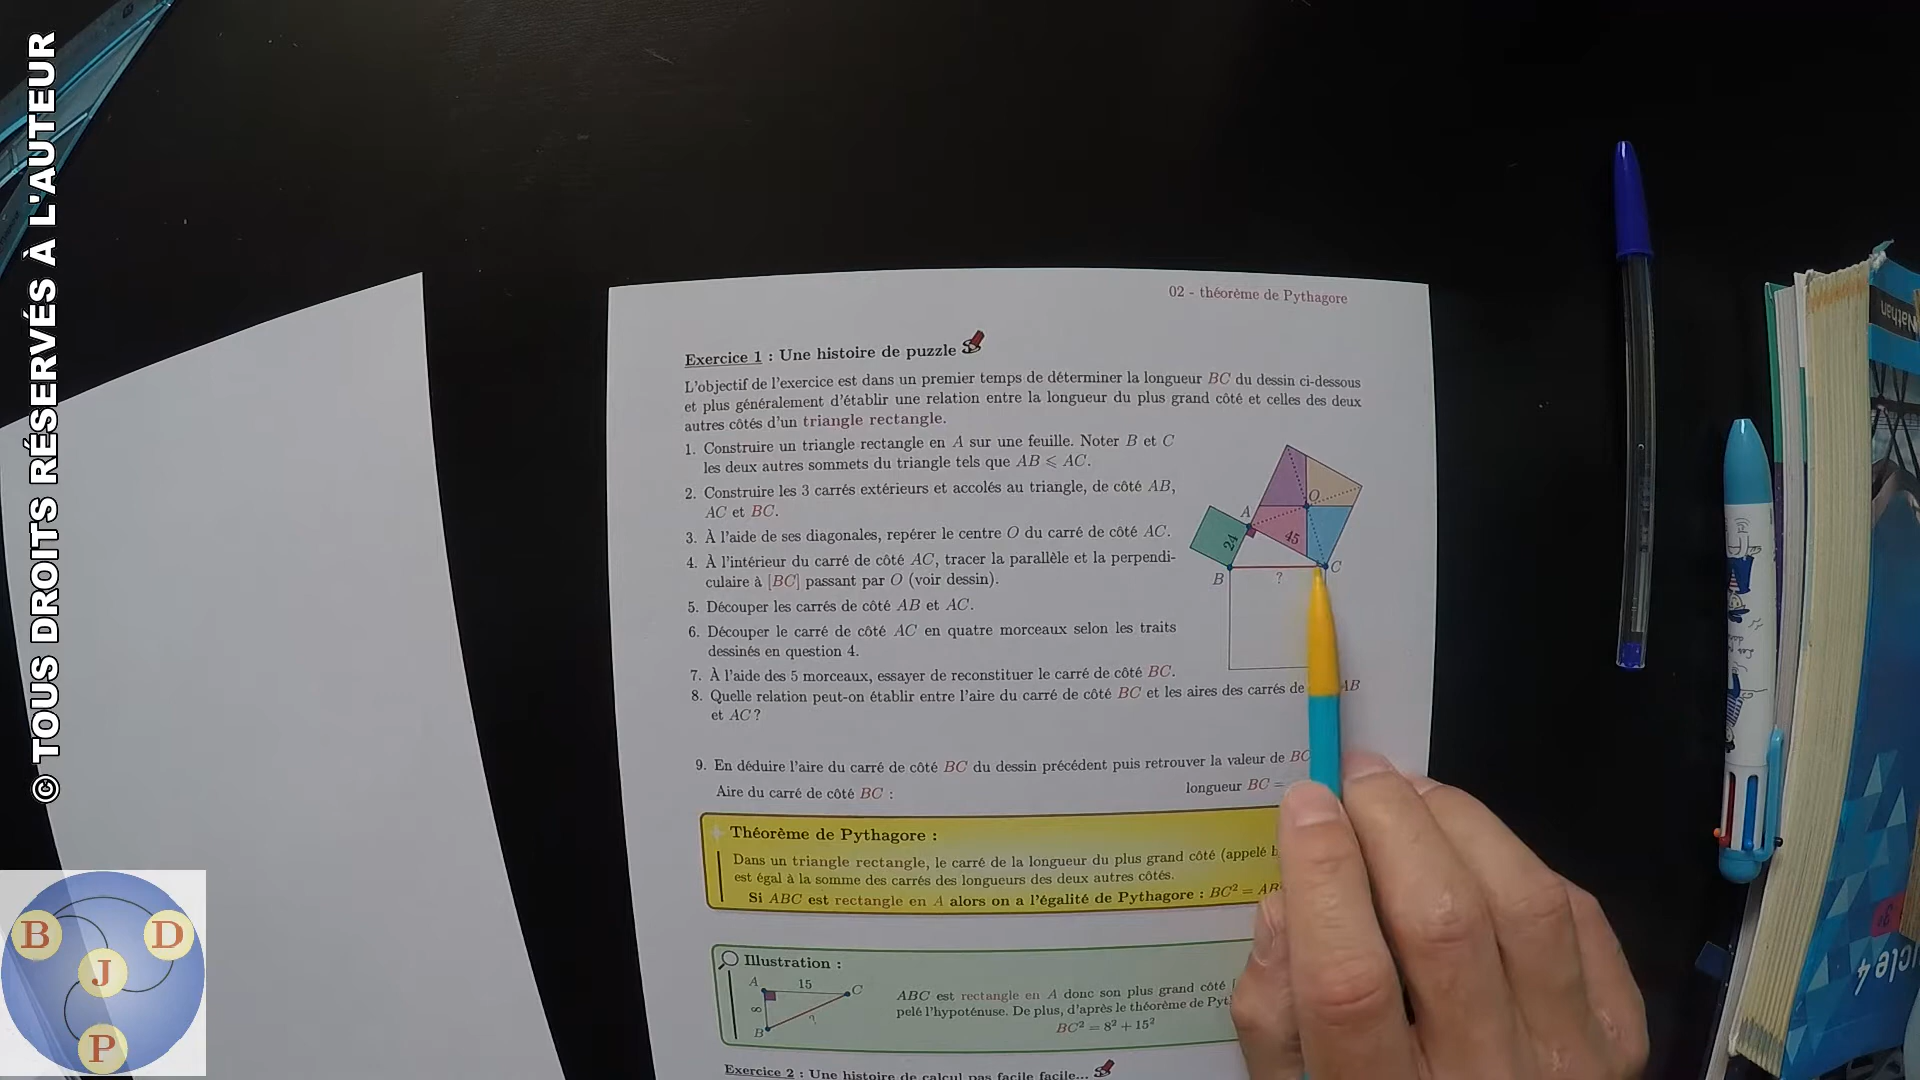 © TOUS DROITS RÉSERVÉS À L'AUTEUR
02 - théorème de Pythagore
Exercice 1 : Une histoire de puzzle
L'objectif de l'exercice est dans un premier temps de déterminer la longueur BC du dessin ci-dessous
et plus généralement d'établir une relation entre la longueur du plus grand côté et celles des deux
autres côtés d'un triangle rectangle.
1. Construire un triangle rectangle en A sur une feuille. Noter B et C
les deux autres sommets du triangle tels que AB ⩽ AC.
2. Construire les 3 carrés extérieurs et accolés au triangle, de côté AB,
AC et BC.
3. À l'aide de ses diagonales, repérer le centre O du carré de côté AC.
4. À l'intérieur du carré de côté AC, tracer la parallèle et la perpendi-
culaire à [BC] passant par O (voir dessin).
5. Découper les carrés de côté AB et AC.
6. Découper le carré de côté AC en quatre morceaux selon les traits
dessinés en question 4.
7. À l'aide des 5 morceaux, essayer de reconstituer le carré de côté BC.
8. Quelle relation peut-on établir entre l'aire du carré de côté BC et les aires des carrés de AB
et AC ?
O
A
24
45
B
?
C
9. En déduire l'aire du carré de côté BC du dessin précédent puis retrouver la valeur de BC
Aire du carré de côté BC :
longueur BC =
Théorème de Pythagore :
Dans un triangle rectangle, le carré de la longueur du plus grand côté (appelé
est égal à la somme des carrés des longueurs des deux autres côtés.
Si ABC est rectangle en A alors on a l'égalité de Pythagore : BC² = AB
Illustration :
A
15
C
8
?
B
ABC est rectangle en A donc son plus grand côté
pelé l'hypoténuse. De plus, d'après le théorème de
BC² = 8² + 15²
Exercice 2 : Une histoire de calcul pas facile facile...
Nathan
cycle 4
3e
B
D
J
P